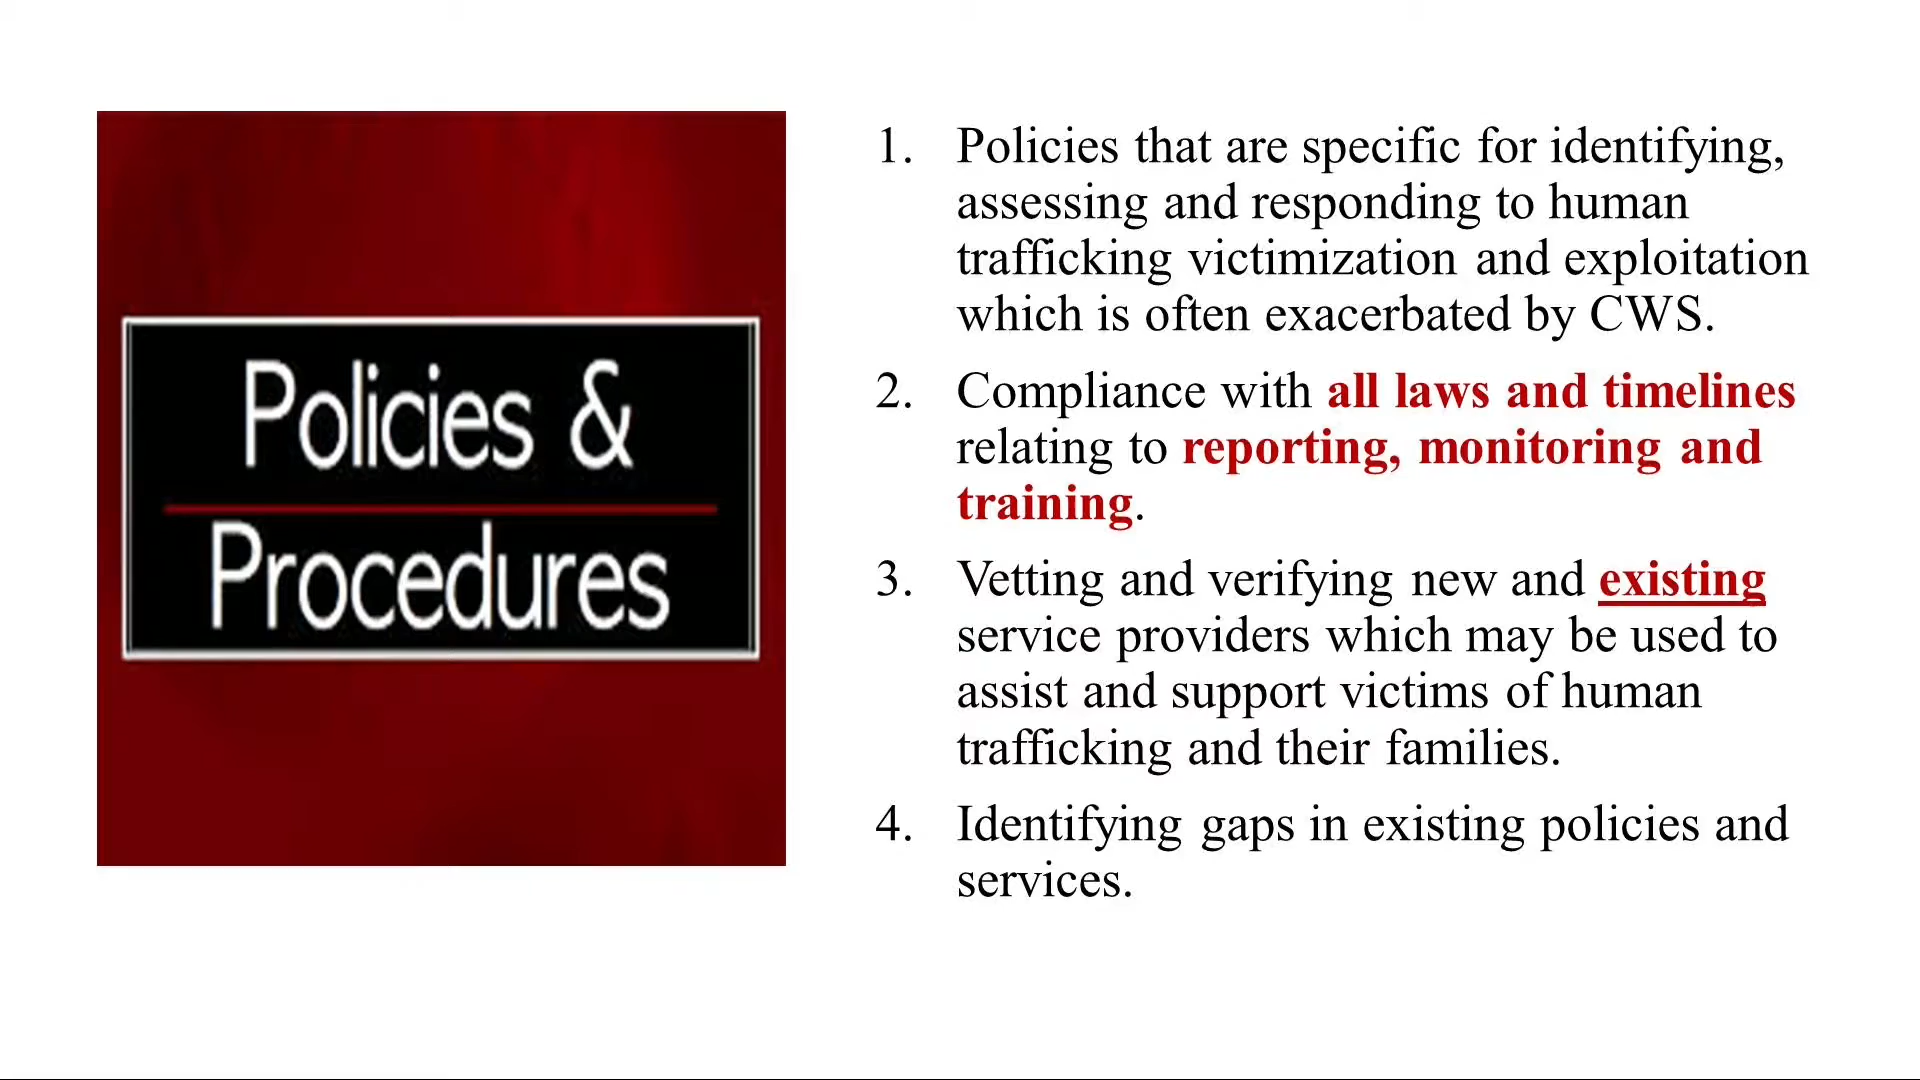 Policies &
Procedures
1. Policies that are specific for identifying,
assessing and responding to human
trafficking victimization and exploitation
which is often exacerbated by CWS.
2. Compliance with all laws and timelines
relating to reporting, monitoring and
training.
3. Vetting and verifying new and existing
service providers which may be used to
assist and support victims of human
trafficking and their families.
4. Identifying gaps in existing policies and
services.